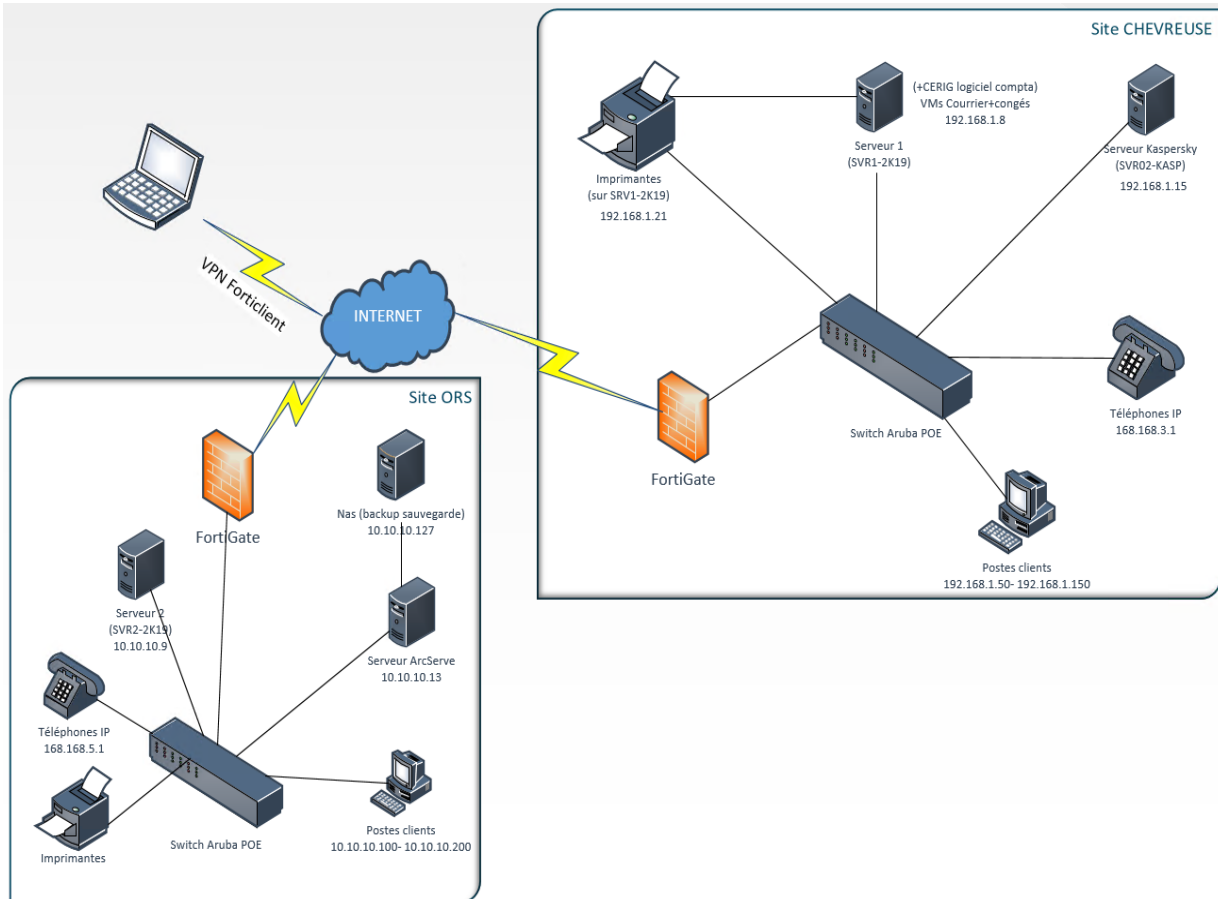 Site CHEVREUSE
(+CERIG logiciel compta)
VMs Courrier+congés
192.168.1.8
Serveur 1
(SVR1-2K19)
Serveur Kaspersky
(SVR02-KASP)
192.168.1.15
Imprimantes
(sur SRV1-2K19)
192.168.1.21
VPN Forticlient
INTERNET
Téléphones IP
168.168.3.1
Switch Aruba POE
FortiGate
Postes clients
192.168.1.50- 192.168.1.150
Site ORS
FortiGate
Nas (backup sauvegarde)
10.10.10.127
Serveur 2
(SVR2-2K19)
10.10.10.9
Serveur ArcServe
10.10.10.13
Téléphones IP
168.168.5.1
Imprimantes
Switch Aruba POE
Postes clients
10.10.10.100- 10.10.10.200